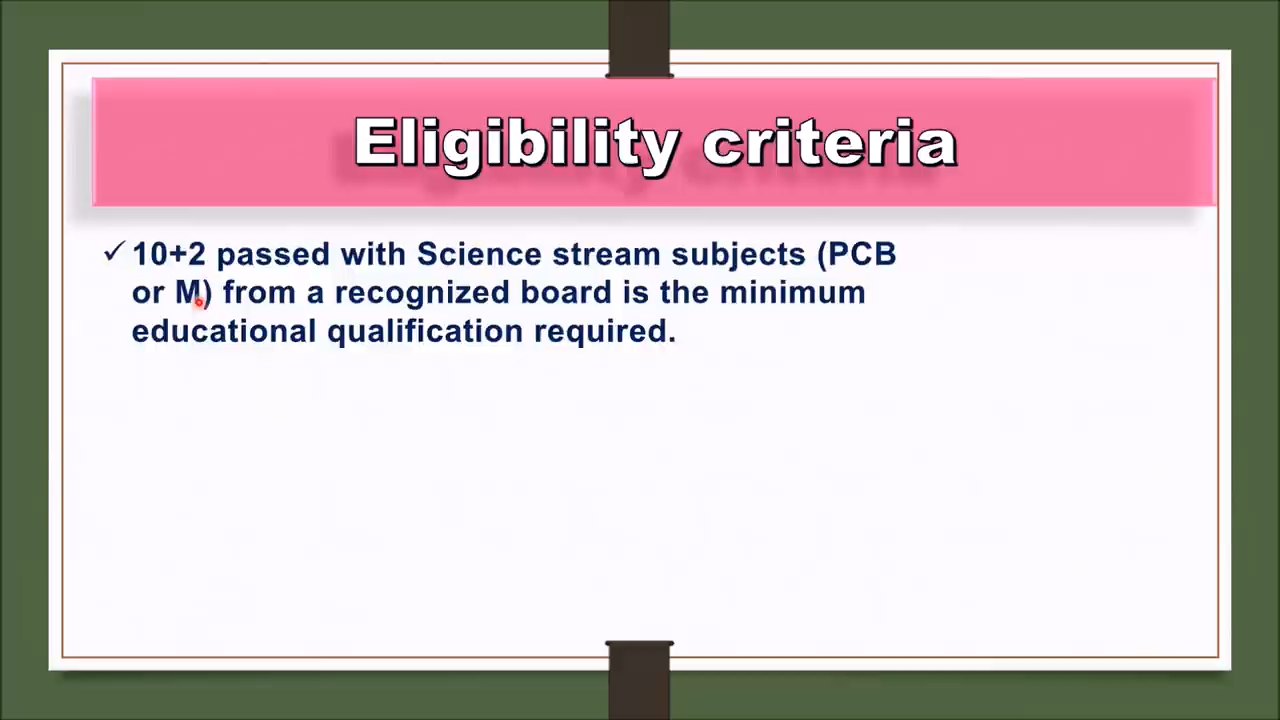 Eligibility criteria
✓ 10+2 passed with Science stream subjects (PCB
or M) from a recognized board is the minimum
educational qualification required.